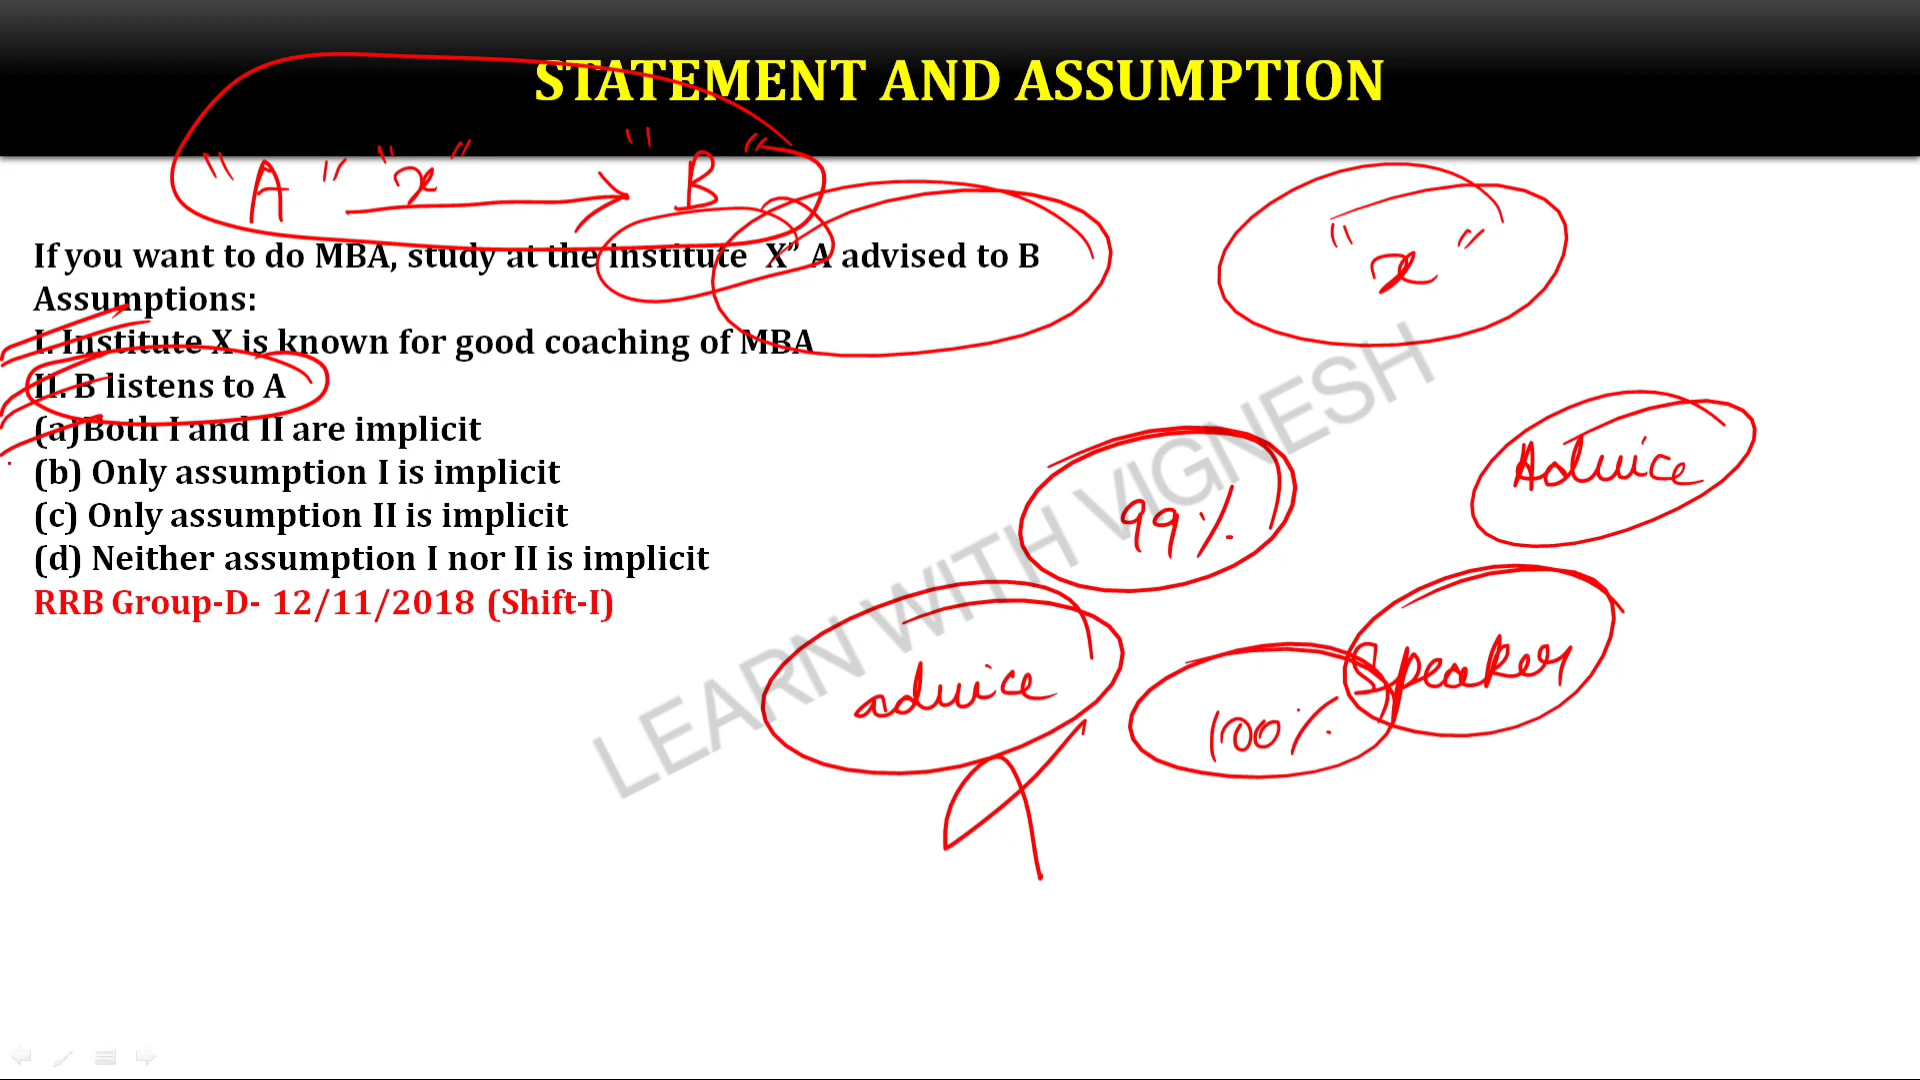 STATEMENT AND ASSUMPTION
"A" "x" "B"
If you want to do MBA, study at the institute X" A advised to B
"x"
Assumptions:
I. Institute X is known for good coaching of MBA
II. B listens to A
(a)Both I and II are implicit
(b) Only assumption I is implicit
(c) Only assumption II is implicit
(d) Neither assumption I nor II is implicit
RRB Group-D- 12/11/2018 (Shift-I)
Advice
99%
advice
100%
Speaker
LEARN WITH VIGNESH